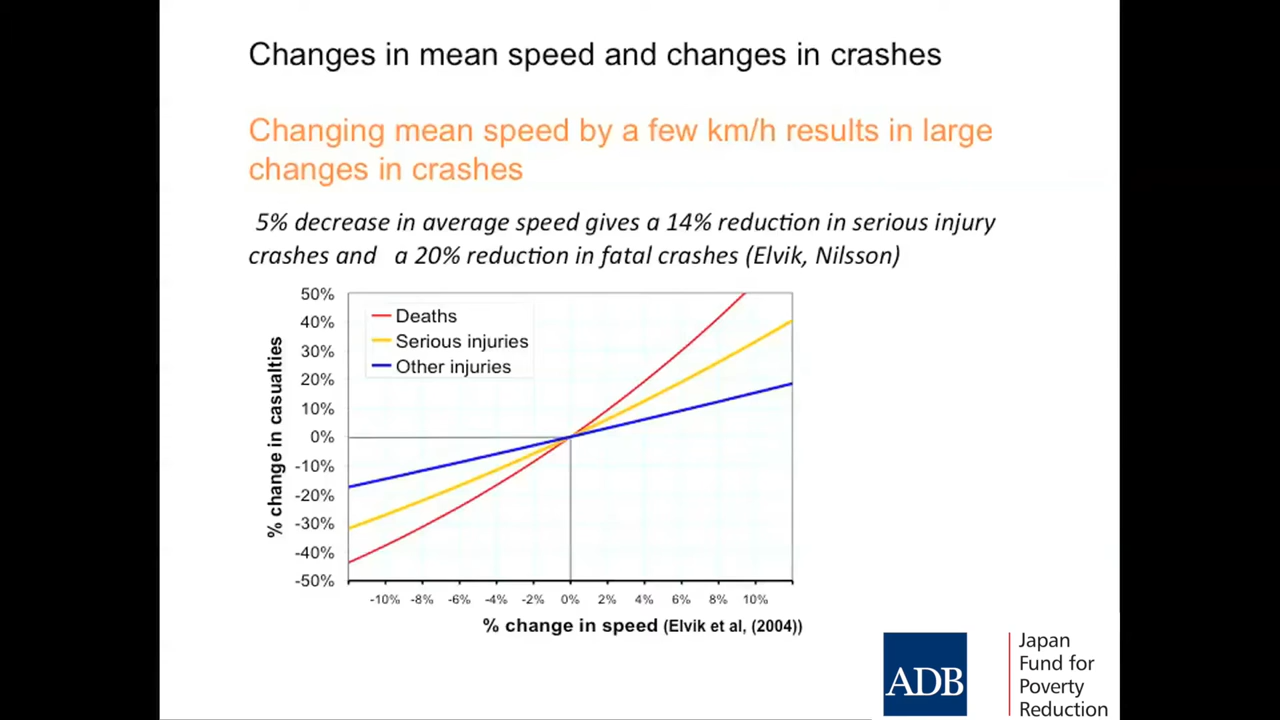 Changes in mean speed and changes in crashes
Changing mean speed by a few km/h results in large
changes in crashes
5% decrease in average speed gives a 14% reduction in serious injury
crashes and a 20% reduction in fatal crashes (Elvik, Nilsson)
50%
40%
30%
20%
10%
0%
-10%
-20%
-30%
-40%
-50%
% change in casualties
Deaths
Serious injuries
Other injuries
-10% -8% -6% -4% -2% 0% 2% 4% 6% 8% 10%
% change in speed (Elvik et al, (2004))
ADB
Japan
Fund for
Poverty
Reduction